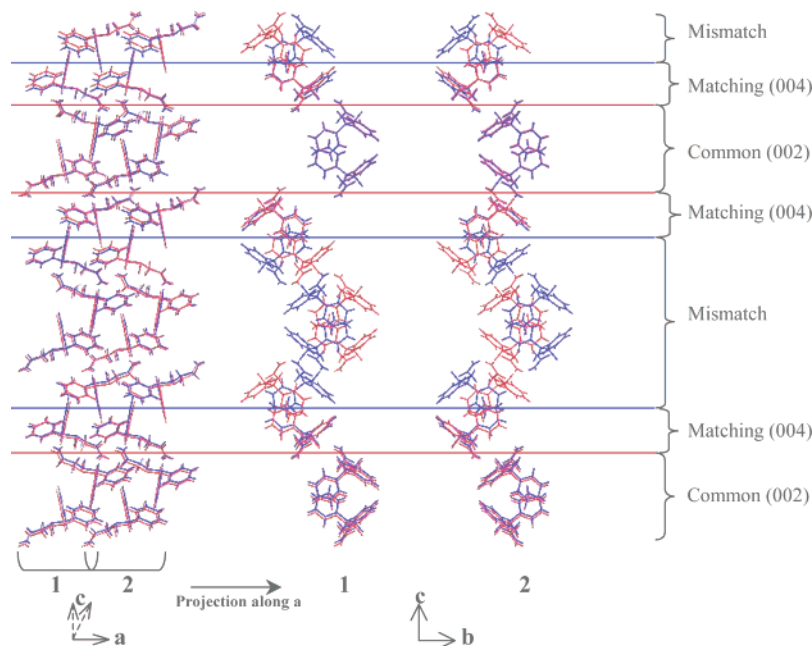 Mismatch
Matching (004)
Common (002)
Matching (004)
Mismatch
Matching (004)
Common (002)
1 2 1 2
Projection along a
c c
a b